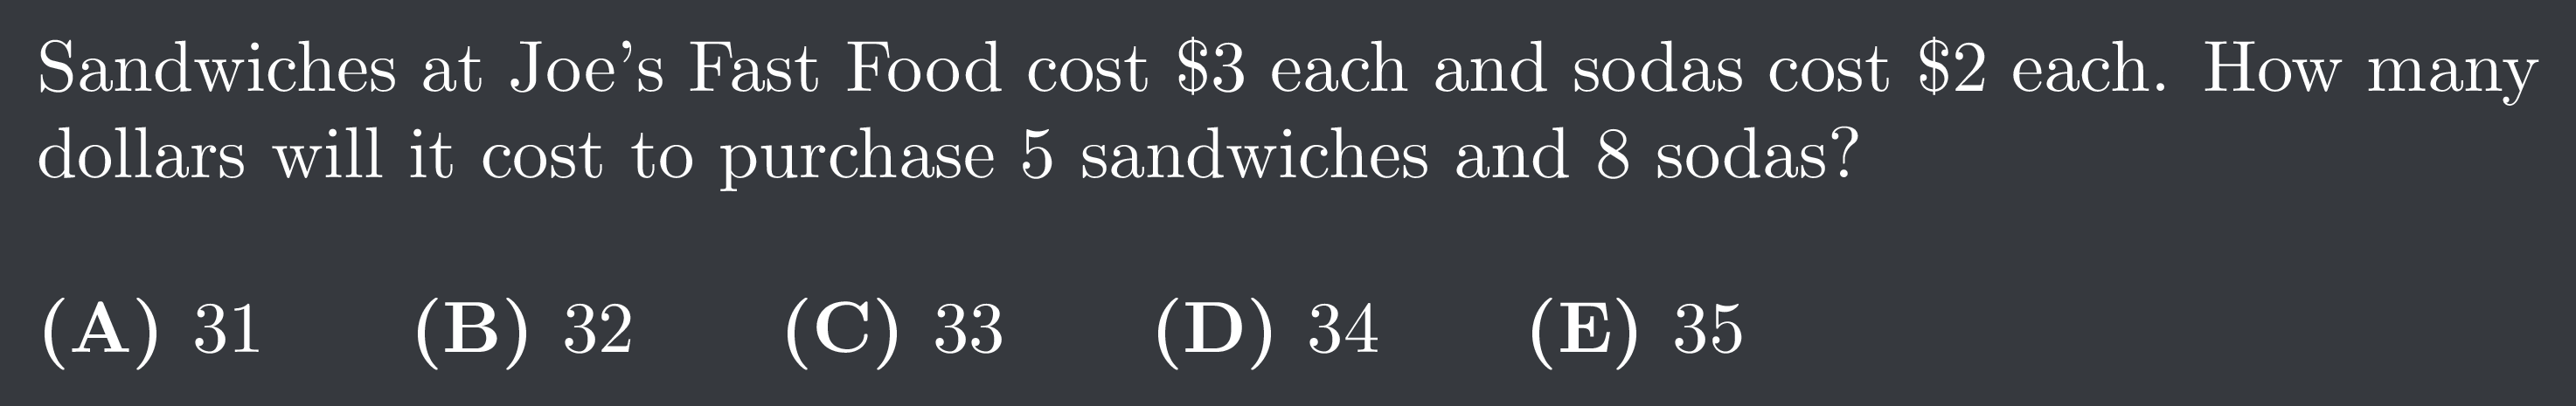 Sandwiches at Joe's Fast Food cost $3 each and sodas cost $2 each. How many
dollars will it cost to purchase 5 sandwiches and 8 sodas?
(A) 31 (B) 32 (C) 33 (D) 34 (E) 35